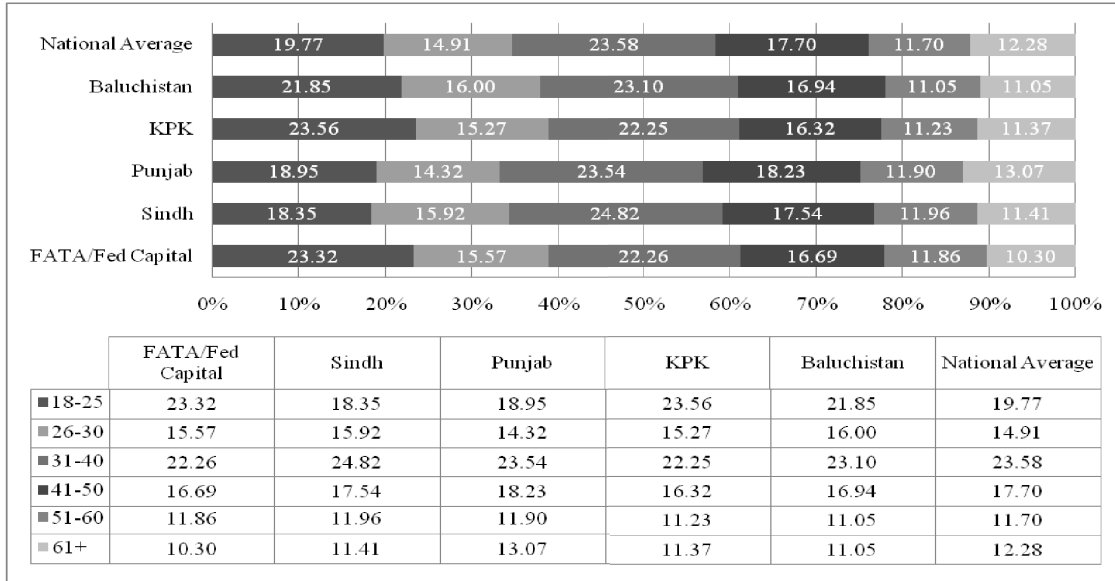 National Average 19.77 14.91 23.58 17.70 11.70 12.28
Baluchistan 21.85 16.00 23.10 16.94 11.05 11.05
KPK 23.56 15.27 22.25 16.32 11.23 11.37
Punjab 18.95 14.32 23.54 18.23 11.90 13.07
Sindh 18.35 15.92 24.82 17.54 11.96 11.41
FATA/Fed Capital 23.32 15.57 22.26 16.69 11.86 10.30
0% 10% 20% 30% 40% 50% 60% 70% 80% 90% 100%
FATA/Fed Capital Sindh Punjab KPK Baluchistan National Average
18-25 23.32 18.35 18.95 23.56 21.85 19.77
26-30 15.57 15.92 14.32 15.27 16.00 14.91
31-40 22.26 24.82 23.54 22.25 23.10 23.58
41-50 16.69 17.54 18.23 16.32 16.94 17.70
51-60 11.86 11.96 11.90 11.23 11.05 11.70
61+ 10.30 11.41 13.07 11.37 11.05 12.28